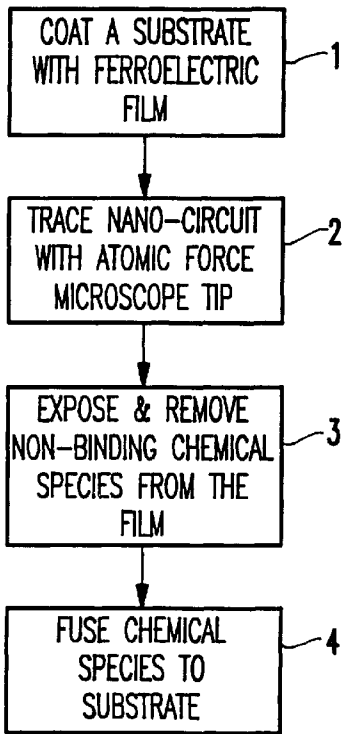 COAT A SUBSTRATE
WITH FERROELECTRIC
FILM
1
TRACE NANO-CIRCUIT
WITH ATOMIC FORCE
MICROSCOPE TIP
2
EXPOSE & REMOVE
NON-BINDING CHEMICAL
SPECIES FROM THE
FILM
3
FUSE CHEMICAL
SPECIES TO
SUBSTRATE
4